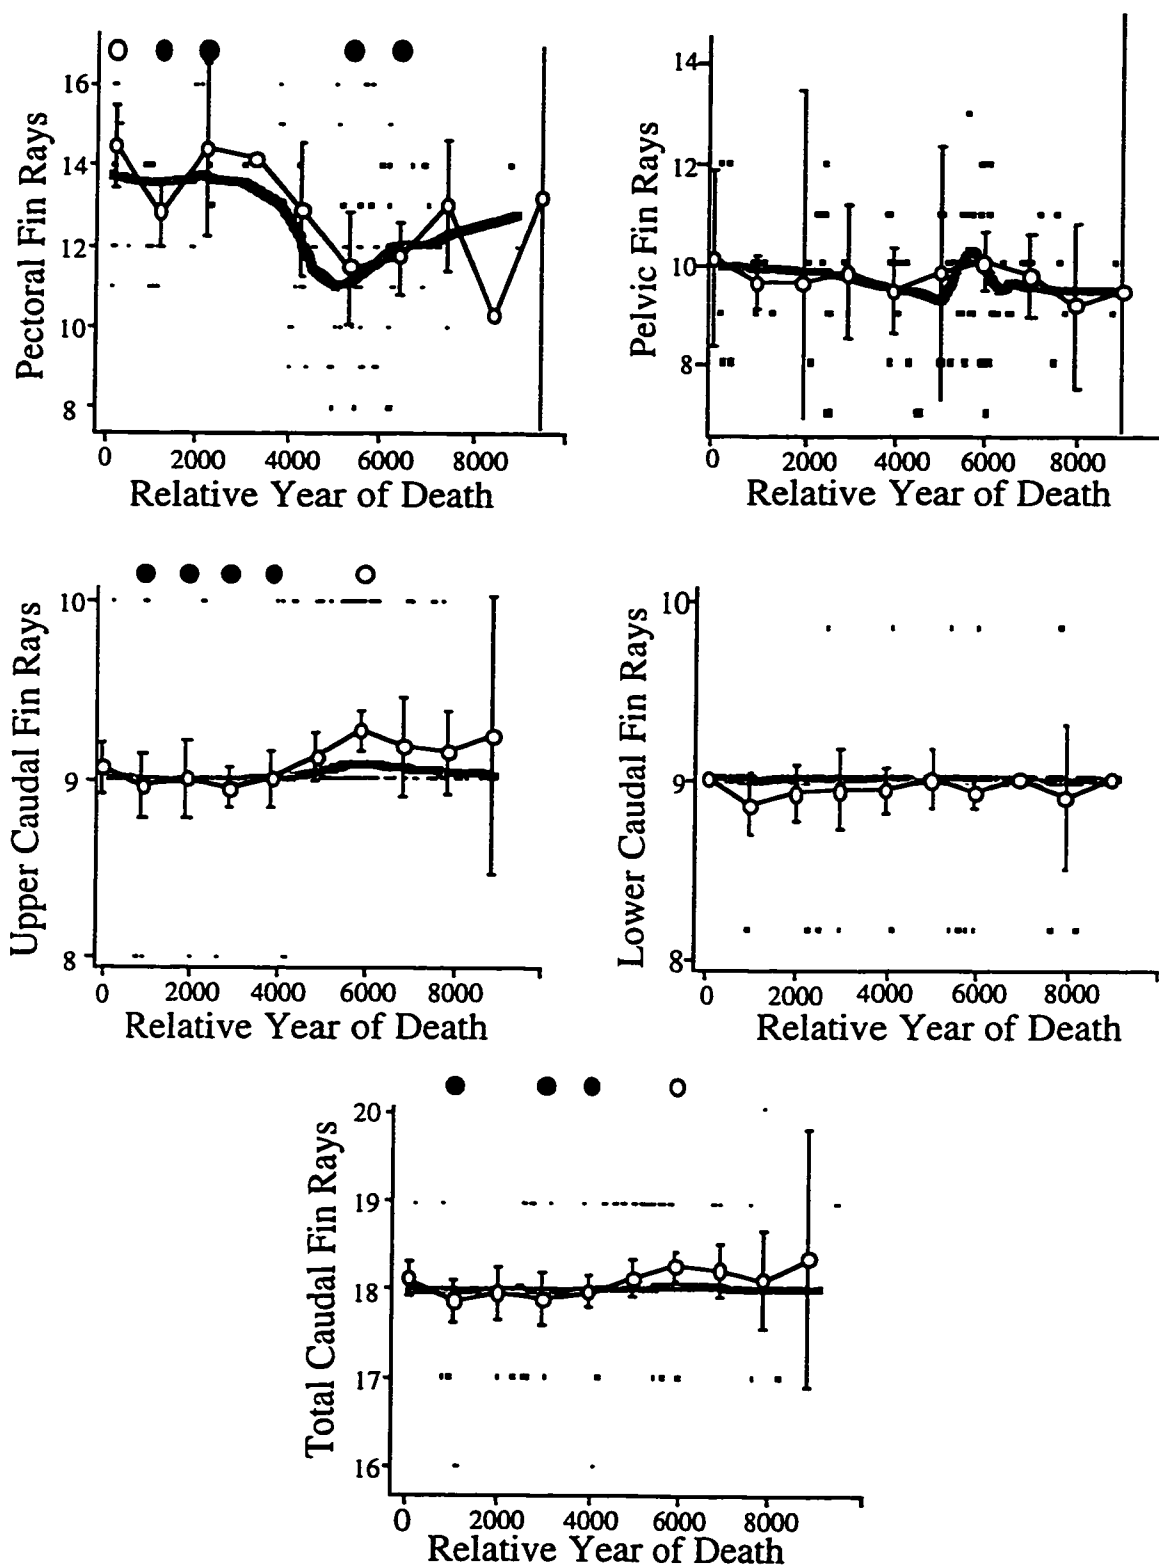 Pectoral Fin Rays
16
14
12
10
8
0 2000 4000 6000 8000
Relative Year of Death
Pelvic Fin Rays
14
12
10
8
0 2000 4000 6000 8000
Relative Year of Death
Upper Caudal Fin Rays
10
9
8
0 2000 4000 6000 8000
Relative Year of Death
Lower Caudal Fin Rays
10
9
8
0 2000 4000 6000 8000
Relative Year of Death
Total Caudal Fin Rays
20
19
18
17
16
0 2000 4000 6000 8000
Relative Year of Death